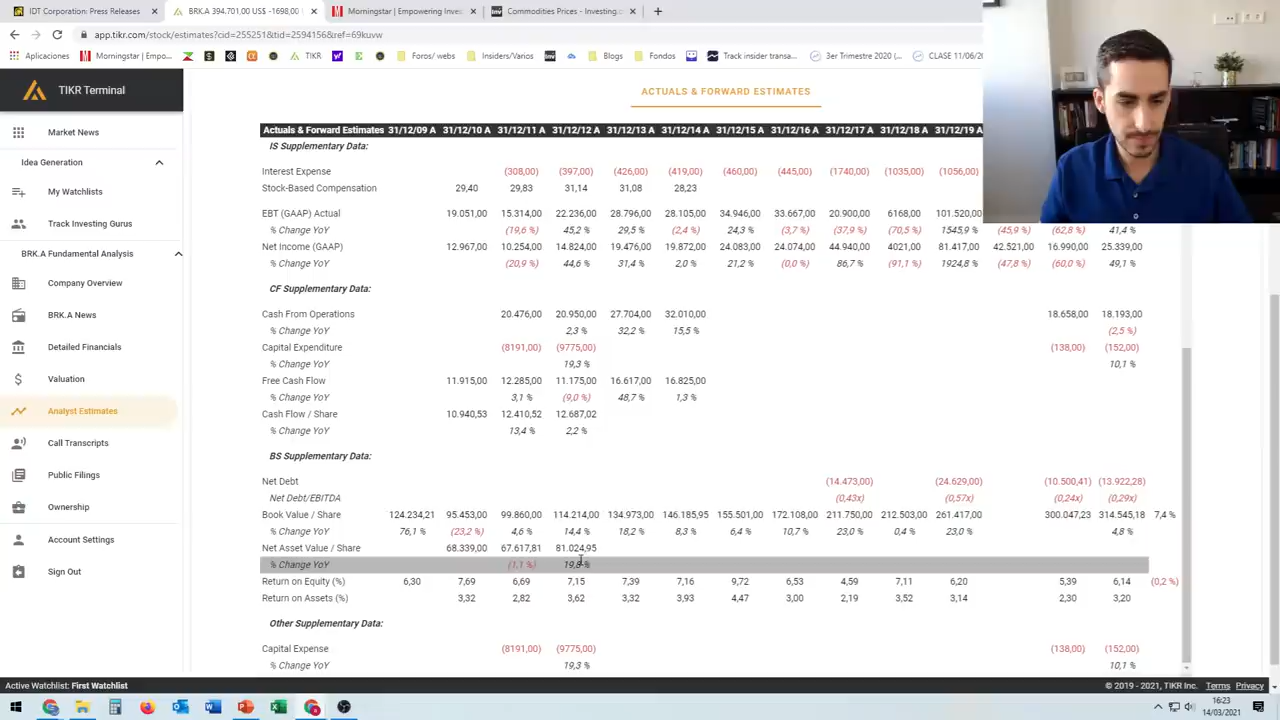 IDT Corporation: Press Releases
BRK.A 394.701,00 US$ -1698,00
Morningstar | Empowering Inves
Commodities Prices - Investing.co
app.tikr.com/stock/estimates?cid=255251&tid=2594156&ref=69kuvw
Aplicaciones Morningstar | Empo... TIKR Foros/ webs Insiders/Varios Blogs Fondos Track insider transa... 3er Trimestre 2020 (... CLASE 11/06/2
TIKR Terminal
Market News
Idea Generation
My Watchlists
Track Investing Gurus
BRK.A Fundamental Analysis
Company Overview
BRK.A News
Detailed Financials
Valuation
Analyst Estimates
Call Transcripts
Public Filings
Ownership
Account Settings
Sign Out
ACTUALS & FORWARD ESTIMATES
Actuals & Forward Estimates 31/12/09 A 31/12/10 A 31/12/11 A 31/12/12 A 31/12/13 A 31/12/14 A 31/12/15 A 31/12/16 A 31/12/17 A 31/12/18 A 31/12/19 A
IS Supplementary Data:
Interest Expense (308,00) (397,00) (426,00) (419,00) (460,00) (445,00) (1740,00) (1035,00) (1056,00)
Stock-Based Compensation 29,40 29,83 31,14 31,08 28,23
EBT (GAAP) Actual 19.051,00 15.314,00 22.236,00 28.796,00 28.105,00 34.946,00 33.667,00 20.900,00 6168,00 101.520,00
% Change YoY (19,6 %) 45,2 % 29,5 % (2,4 %) 24,3 % (3,7 %) (37,9 %) (70,5 %) 1545,9 % (45,9 %) (62,8 %) 41,4 %
Net Income (GAAP) 12.967,00 10.254,00 14.824,00 19.476,00 19.872,00 24.083,00 24.074,00 44.940,00 4021,00 81.417,00 42.521,00 16.990,00 25.339,00
% Change YoY (20,9 %) 44,6 % 31,4 % 2,0 % 21,2 % (0,0 %) 86,7 % (91,1 %) 1924,8 % (47,8 %) (60,0 %) 49,1 %
CF Supplementary Data:
Cash From Operations 20.476,00 20.950,00 27.704,00 32.010,00 18.658,00 18.193,00
% Change YoY 2,3 % 32,2 % 15,5 % (2,5 %)
Capital Expenditure (8191,00) (9775,00) (138,00) (152,00)
% Change YoY 19,3 % 10,1 %
Free Cash Flow 11.915,00 12.285,00 11.175,00 16.617,00 16.825,00
% Change YoY 3,1 % (9,0 %) 48,7 % 1,3 %
Cash Flow / Share 10.940,53 12.410,52 12.687,02
% Change YoY 13,4 % 2,2 %
BS Supplementary Data:
Net Debt (14.473,00) (24.629,00) (10.500,41) (13.922,28)
Net Debt/EBITDA (0,43x) (0,57x) (0,24x) (0,29x)
Book Value / Share 124.234,21 95.453,00 99.860,00 114.214,00 134.973,00 146.185,95 155.501,00 172.108,00 211.750,00 212.503,00 261.417,00 300.047,23 314.545,18 7,4 %
% Change YoY 76,1 % (23,2 %) 4,6 % 14,4 % 18,2 % 8,3 % 6,4 % 10,7 % 23,0 % 0,4 % 23,0 % 4,8 %
Net Asset Value / Share 68.339,00 67.617,81 81.024,95
% Change YoY (1,1 %) 19,8 %
Return on Equity (%) 6,30 7,69 6,69 7,15 7,39 7,16 9,72 6,53 4,59 7,11 6,20 5,39 6,14 (0,2 %)
Return on Assets (%) 3,32 2,82 3,62 3,32 3,93 4,47 3,00 2,19 3,52 3,14 2,30 3,20
Other Supplementary Data:
Capital Expense (8191,00) (9775,00) (138,00) (152,00)
% Change YoY 19,3 % 10,1 %
Active Watchlist: First Watchlist
© 2019 - 2021, TIKR Inc. Terms Privacy
16:23
14/03/2021